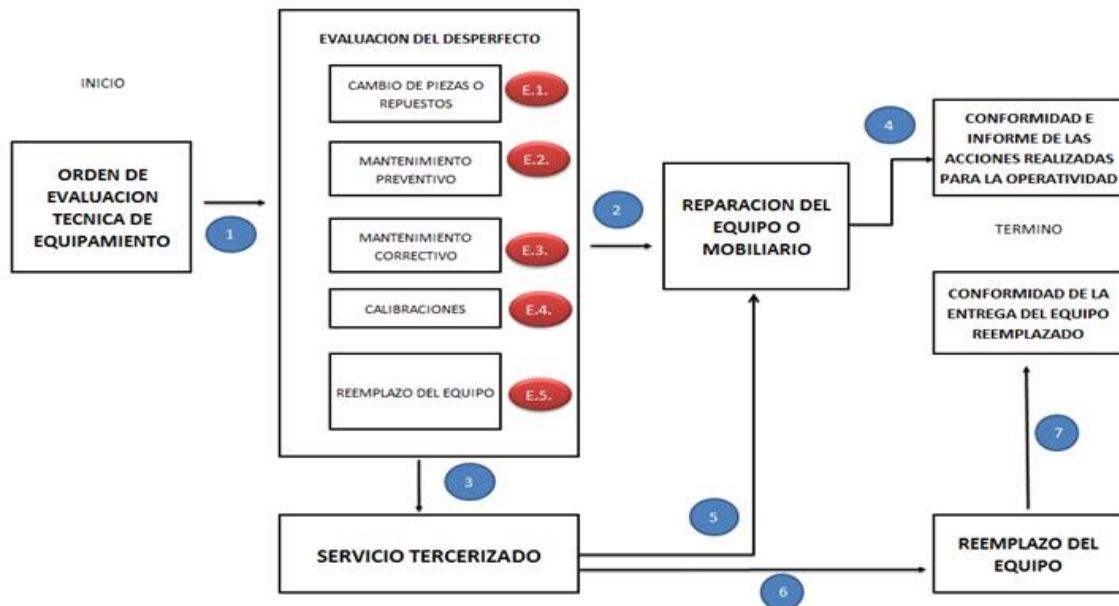 INICIO
ORDEN DE
EVALUACION
TECNICA DE
EQUIPAMIENTO
1
EVALUACION DEL DESPERFECTO
CAMBIO DE PIEZAS O
REPUESTOS
E.1.
MANTENIMIENTO
PREVENTIVO
E.2.
MANTENIMIENTO
CORRECTIVO
E.3.
CALIBRACIONES
E.4.
REEMPLAZO DEL EQUIPO
E.5.
2
REPARACION DEL
EQUIPO O
MOBILIARIO
4
CONFORMIDAD E
INFORME DE LAS
ACCIONES REALIZADAS
PARA LA OPERATIVIDAD
TERMINO
CONFORMIDAD DE LA
ENTREGA DEL EQUIPO
REEMPLAZADO
7
3
SERVICIO TERCERIZADO
5
6
REEMPLAZO DEL
EQUIPO